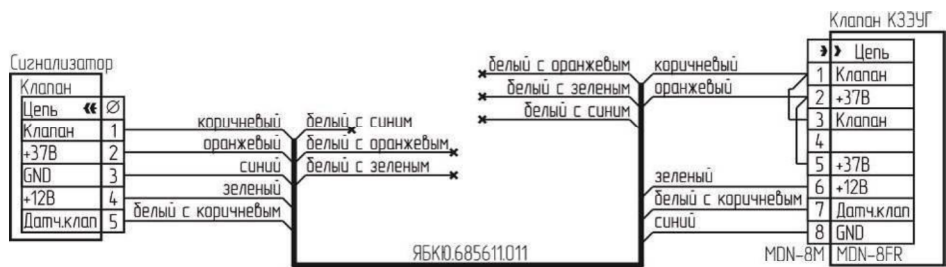 Клапан КЗЭУГ
Сигнализатор
Клапан
Цепь Ø
Клапан 1
+37В 2
GND 3
+12В 4
Датч.клап 5
коричневый
оранжевый
синий
зеленый
белый с коричневым
белый с синим
белый с оранжевым
белый с зеленым
белый с оранжевым
белый с зеленым
белый с синим
коричневый
оранжевый
зеленый
белый с коричневым
синий
Цепь
1 Клапан
2 +37В
3 Клапан
4
5 +37В
6 +12В
7 Датч.клап
8 GND
MDN-8M MDN-8FR
ЯБКЮ.685611.011